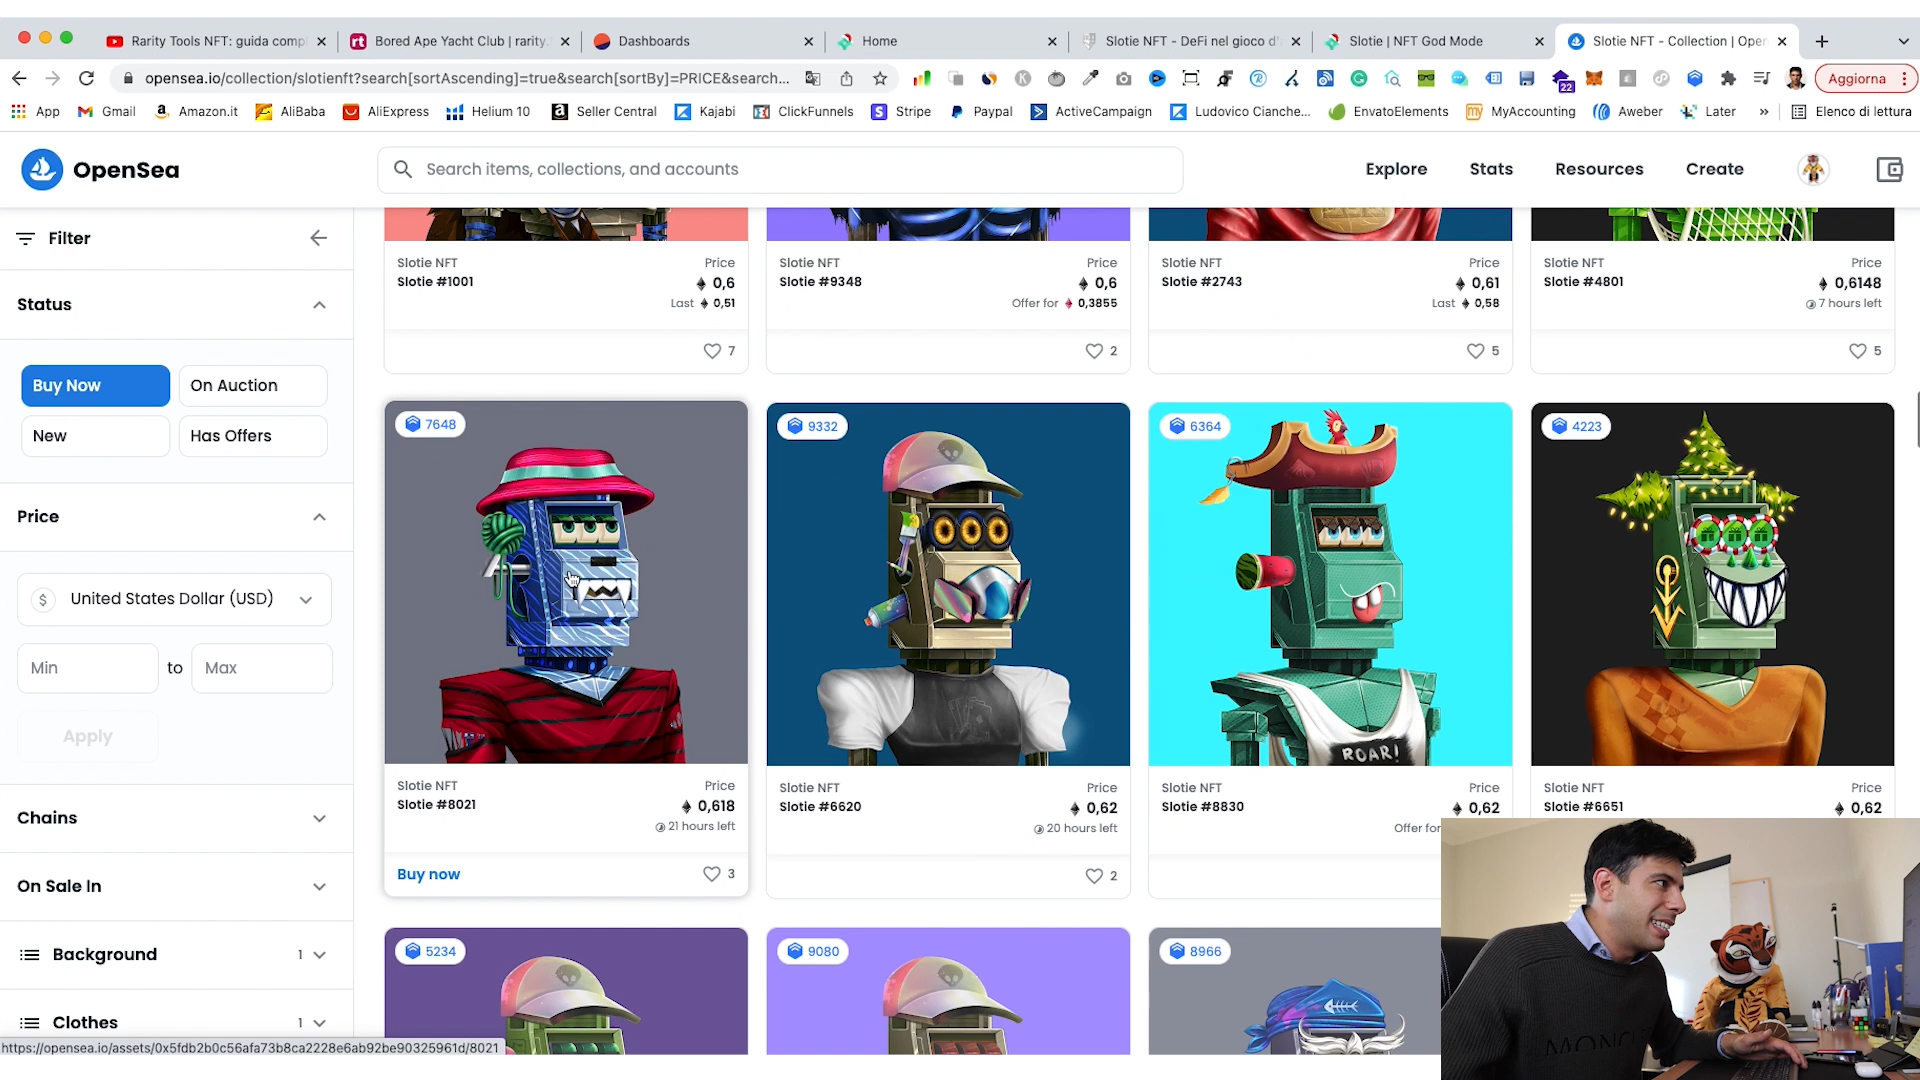 Rarity Tools NFT: guida comp
Bored Ape Yacht Club | rarity.
Dashboards
Home
Slotie NFT - DeFi nel gioco d'
Slotie | NFT God Mode
Slotie NFT - Collection | Open
opensea.io/collection/slotienft?search[sortAscending]=true&search[sortBy]=PRICE&search...
22
Aggiorna
App
Gmail
Amazon.it
AliBaba
AliExpress
Helium 10
Seller Central
Kajabi
ClickFunnels
Stripe
Paypal
ActiveCampaign
Ludovico Cianche...
EnvatoElements
MyAccounting
Aweber
Later
»
Elenco di lettura
OpenSea
Search items, collections, and accounts
Explore
Stats
Resources
Create
Filter
Status
Buy Now
On Auction
New
Has Offers
Price
$ United States Dollar (USD)
Min
to
Max
Apply
Chains
On Sale In
Background
1
Clothes
1
Slotie NFT
Price
Slotie #1001
0,6
Last 0,51
7
Slotie NFT
Price
Slotie #9348
0,6
Offer for 0,3855
2
Slotie NFT
Price
Slotie #2743
0,61
Last 0,58
5
Slotie NFT
Price
Slotie #4801
0,6148
7 hours left
5
7648
Slotie NFT
Price
Slotie #8021
0,618
21 hours left
Buy now
3
9332
Slotie NFT
Price
Slotie #6620
0,62
20 hours left
2
6364
ROAR!
Slotie NFT
Price
Slotie #8830
0,62
Offer for
4223
Slotie NFT
Price
Slotie #6651
0,62
5234
9080
8966
https://opensea.io/assets/0x5fdb2b0c56afa73b8ca2228e6ab92be90325961d/8021